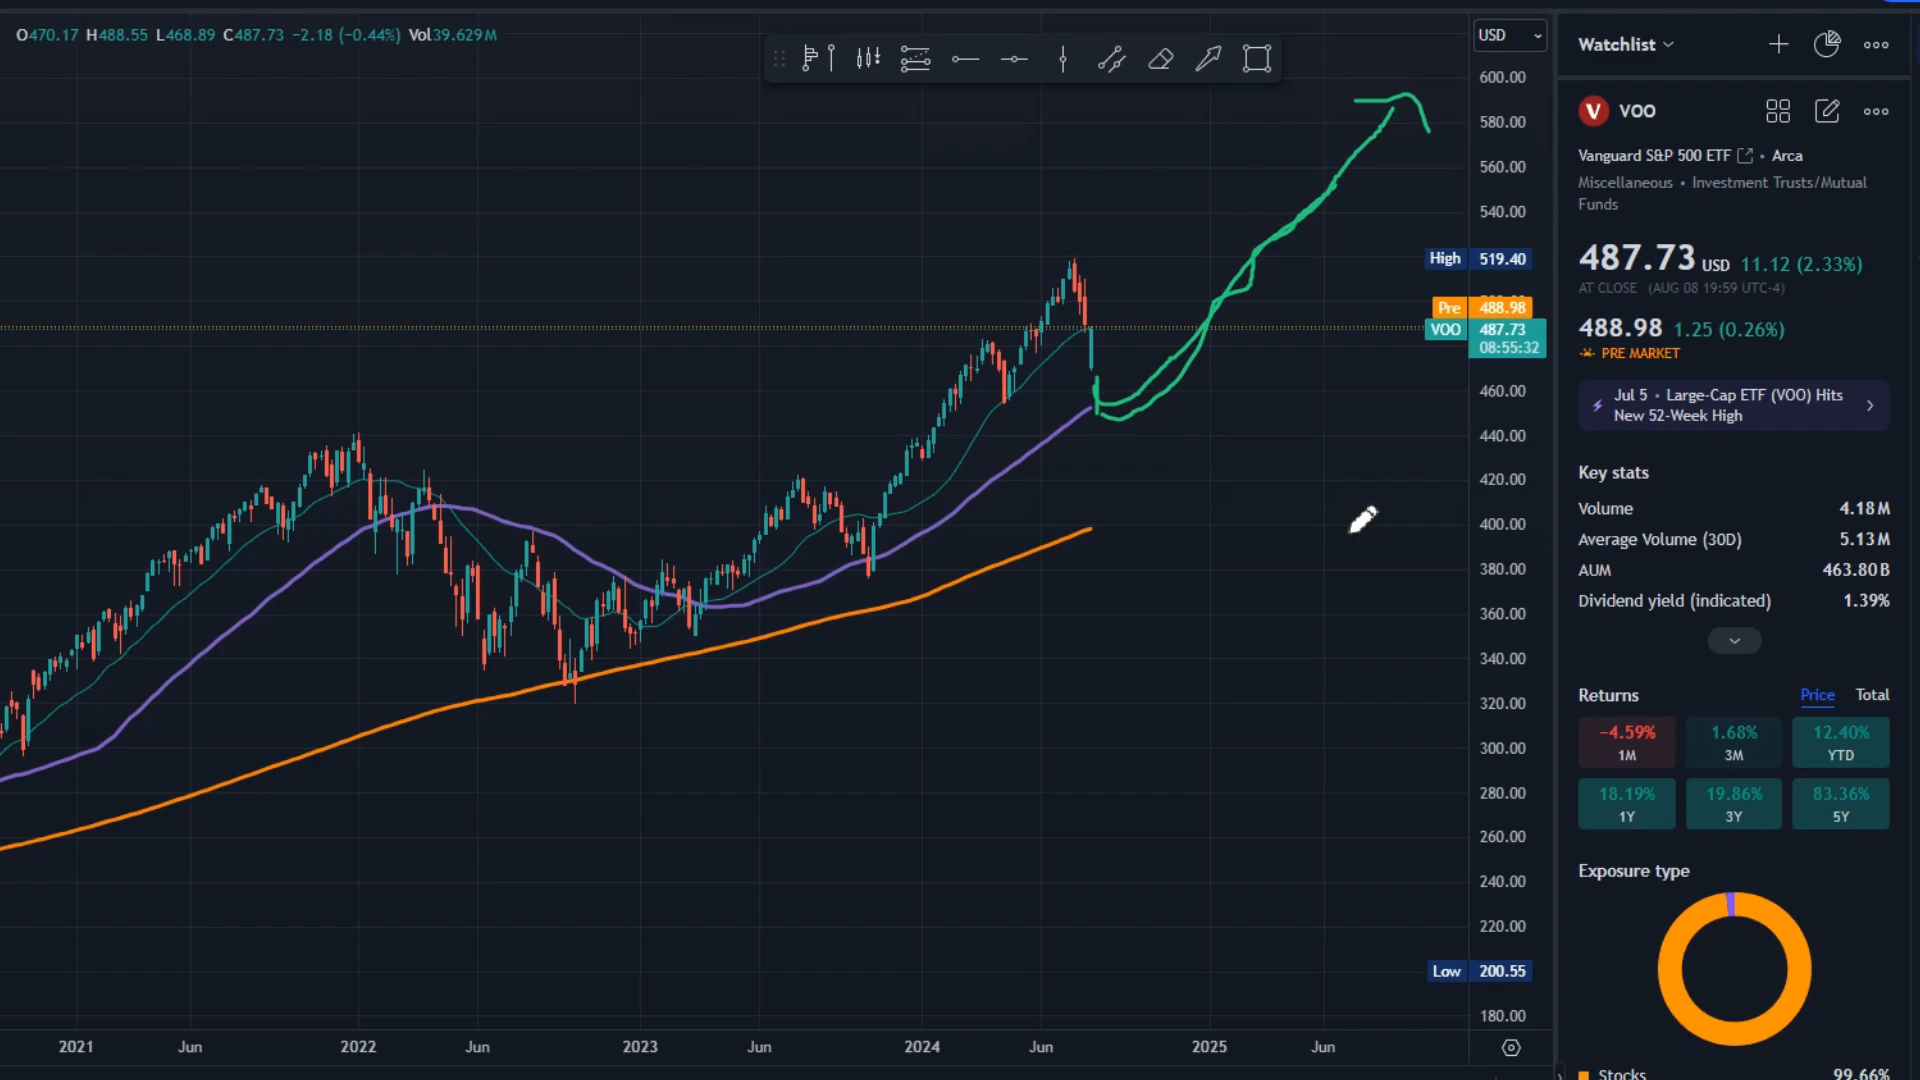 O470.17 H488.55 L468.89 C487.73 −2.18 (−0.44%) Vol39.629M
USD
600.00
580.00
560.00
540.00
High 519.40
Pre 488.98
VOO 487.73
08:55:32
460.00
440.00
420.00
400.00
380.00
360.00
340.00
320.00
300.00
280.00
260.00
240.00
220.00
Low 200.55
180.00
2021 Jun 2022 Jun 2023 Jun 2024 Jun 2025 Jun
Watchlist
V VOO
Vanguard S&P 500 ETF • Arca
Miscellaneous • Investment Trusts/Mutual
Funds
487.73 USD 11.12 (2.33%)
AT CLOSE (AUG 08 19:59 UTC-4)
488.98 1.25 (0.26%)
PRE MARKET
Jul 5 • Large-Cap ETF (VOO) Hits
New 52-Week High
Key stats
Volume 4.18M
Average Volume (30D) 5.13M
AUM 463.80B
Dividend yield (indicated) 1.39%
Returns Price Total
−4.59% 1.68% 12.40%
1M 3M YTD
18.19% 19.86% 83.36%
1Y 3Y 5Y
Exposure type
Stocks 99.66%